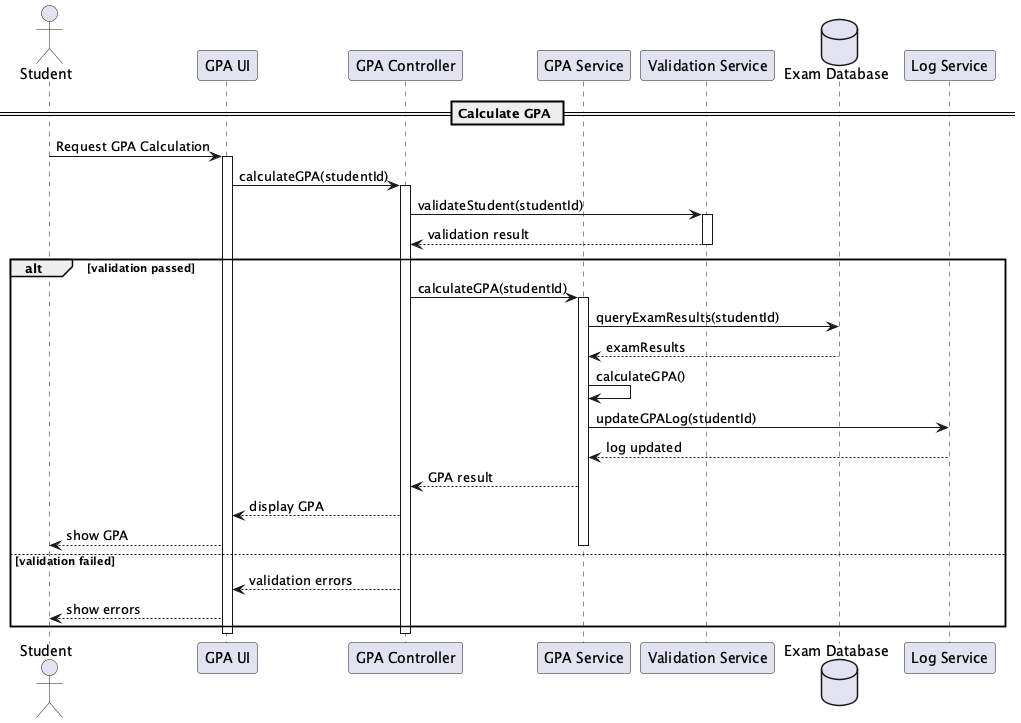 Student
GPA UI
GPA Controller
GPA Service
Validation Service
Exam Database
Log Service
Calculate GPA
Request GPA Calculation
calculateGPA(studentId)
validateStudent(studentId)
validation result
alt
[validation passed]
calculateGPA(studentId)
queryExamResults(studentId)
examResults
calculateGPA()
updateGPALog(studentId)
log updated
GPA result
display GPA
show GPA
[validation failed]
validation errors
show errors
Student
GPA UI
GPA Controller
GPA Service
Validation Service
Exam Database
Log Service